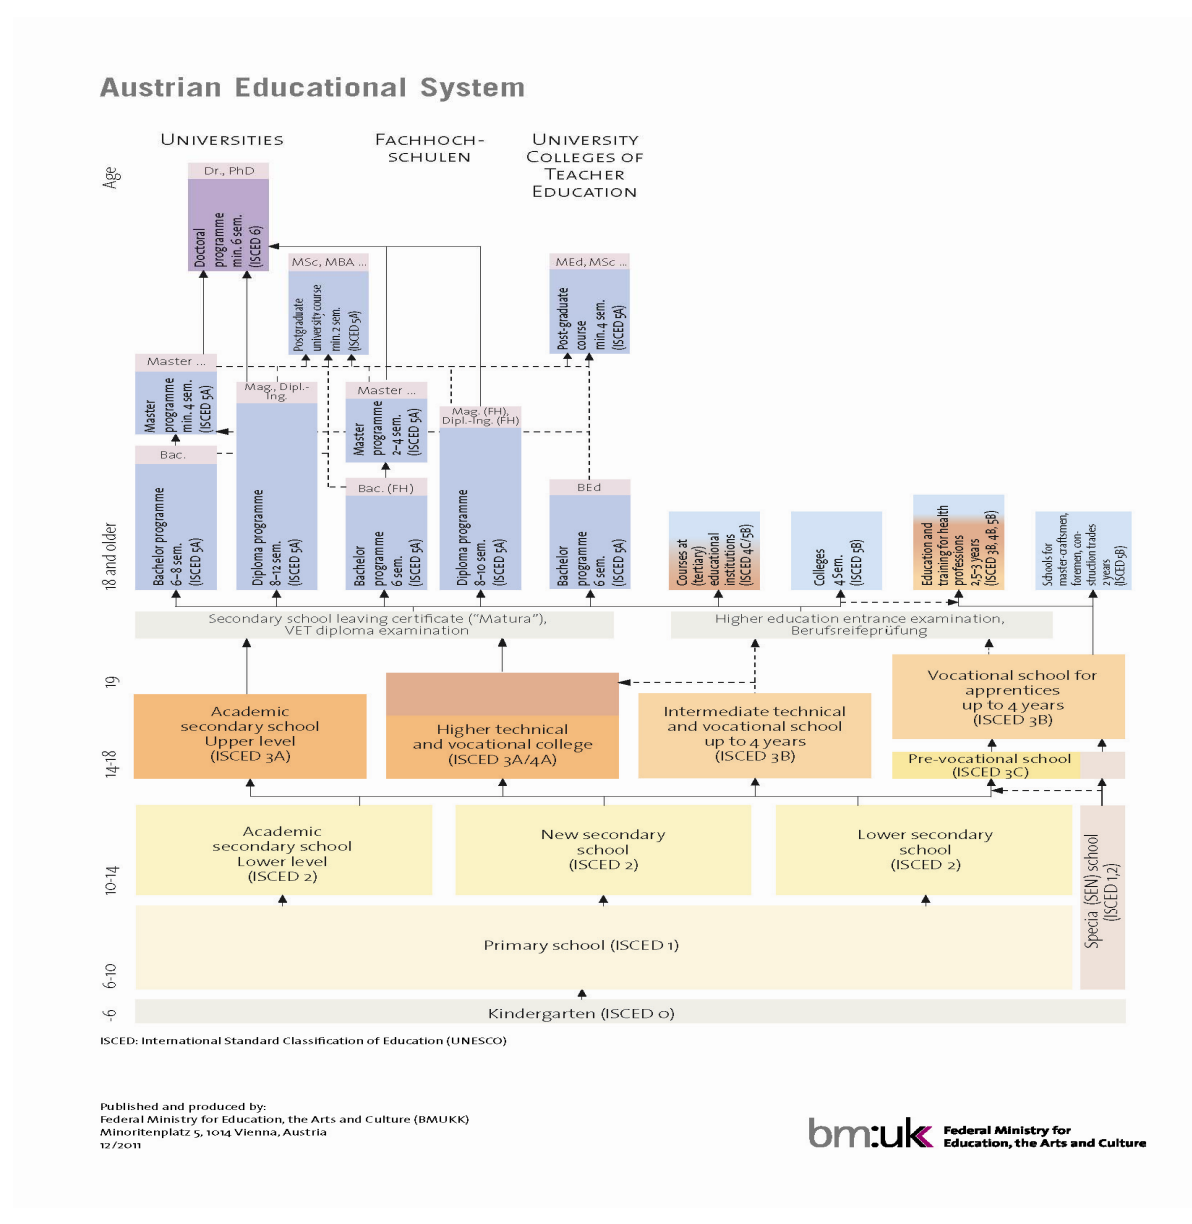 Austrian Educational System
UNIVERSITIES
FACHHOCH-
SCHULEN
UNIVERSITY
COLLEGES OF
TEACHER
EDUCATION
Age
Dr., PhD
Doctoral
programme
min. 6 sem.
(ISCED 6)
MSc, MBA ...
Postgraduate
university course
min. 2 sem.
(ISCED 5A)
MEd, MSc ...
Post-graduate
course
min. 4 sem.
(ISCED 5A)
Master ...
Master
programme
min. 4 sem.
(ISCED 5A)
Mag., Dipl.-
Ing.
Diploma programme
8–12 sem.
(ISCED 5A)
Master ...
Master
programme
2–4 sem.
(ISCED 5A)
Mag. (FH),
Dipl.-Ing. (FH)
Diploma programme
8–10 sem.
(ISCED 5A)
Bac.
Bachelor programme
6–8 sem.
(ISCED 5A)
Bac. (FH)
Bachelor
programme
6 sem.
(ISCED 5A)
BEd
Bachelor
programme
6 sem.
(ISCED 5A)
18 and older
Courses at
(tertiary)
educational
institutions
(ISCED 4C/5B)
Colleges
4 Sem.
(ISCED 5B)
Education and
training for health
professions
2,5–3 years
(ISCED 3B, 4B, 5B)
Schools for
master-craftsmen,
foremen, con-
struction trades
2 years
(ISCED 5B)
Secondary school leaving certificate ("Matura"),
VET diploma examination
Higher education entrance examination,
Berufsreifeprüfung
19
14-18
Academic
secondary school
Upper level
(ISCED 3A)
Higher technical
and vocational college
(ISCED 3A/4A)
Intermediate technical
and vocational school
up to 4 years
(ISCED 3B)
Vocational school for
apprentices
up to 4 years
(ISCED 3B)
Pre-vocational school
(ISCED 3C)
10-14
Academic
secondary school
Lower level
(ISCED 2)
New secondary
school
(ISCED 2)
Lower secondary
school
(ISCED 2)
Specia (SEN) school
(ISCED 1,2)
6-10
Primary school (ISCED 1)
-6
Kindergarten (ISCED 0)
ISCED: International Standard Classification of Education (UNESCO)
Published and produced by:
Federal Ministry for Education, the Arts and Culture (BMUKK)
Minoritenplatz 5, 1014 Vienna, Austria
12/2011
bm:uk
Federal Ministry for
Education, the Arts and Culture